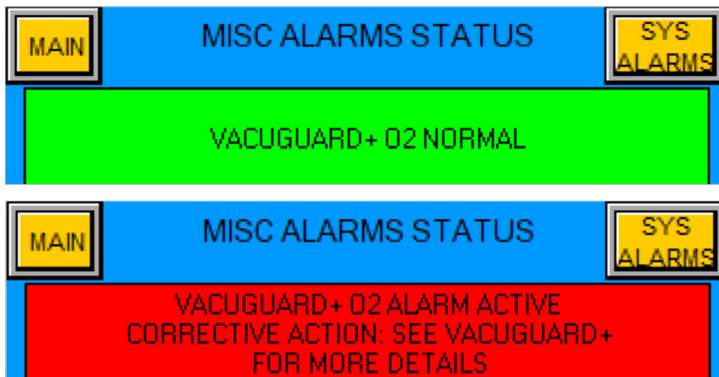 MAIN
MISC ALARMS STATUS
SYS
ALARMS
VACUGUARD+ O2 NORMAL
MAIN
MISC ALARMS STATUS
SYS
ALARMS
VACUGUARD+ O2 ALARM ACTIVE
CORRECTIVE ACTION: SEE VACUGUARD+
FOR MORE DETAILS